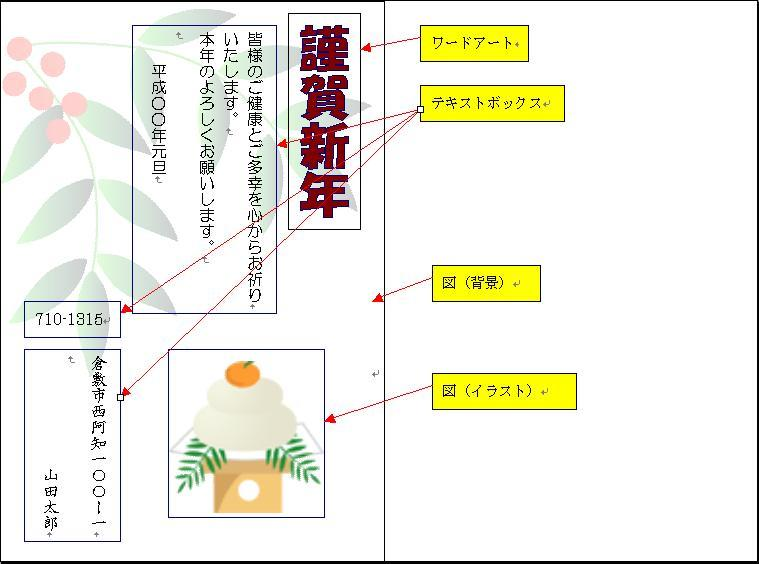 謹賀新年
皆様のご健康とご多幸を心からお祈り
いたします。
本年のよろしくお願いします。
平成〇〇年元旦
710-1315
倉敷市西阿知一〇〇ー一
山田太郎
ワードアート
テキストボックス
図（背景）
図（イラスト）